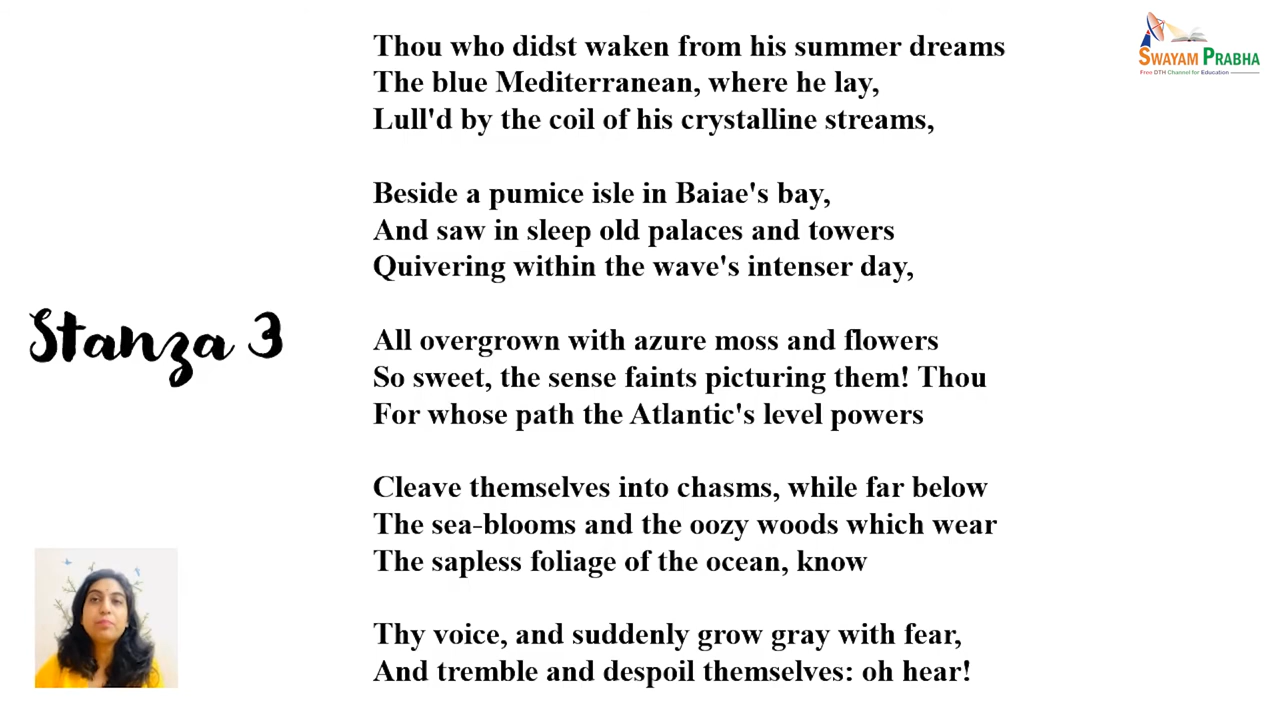 Thou who didst waken from his summer dreams
The blue Mediterranean, where he lay,
Lull'd by the coil of his crystalline streams,
Beside a pumice isle in Baiae's bay,
And saw in sleep old palaces and towers
Quivering within the wave's intenser day,
All overgrown with azure moss and flowers
So sweet, the sense faints picturing them! Thou
For whose path the Atlantic's level powers
Cleave themselves into chasms, while far below
The sea-blooms and the oozy woods which wear
The sapless foliage of the ocean, know
Thy voice, and suddenly grow gray with fear,
And tremble and despoil themselves: oh hear!
Stanza 3
SWAYAM PRABHA
Free DTH Channel for Education